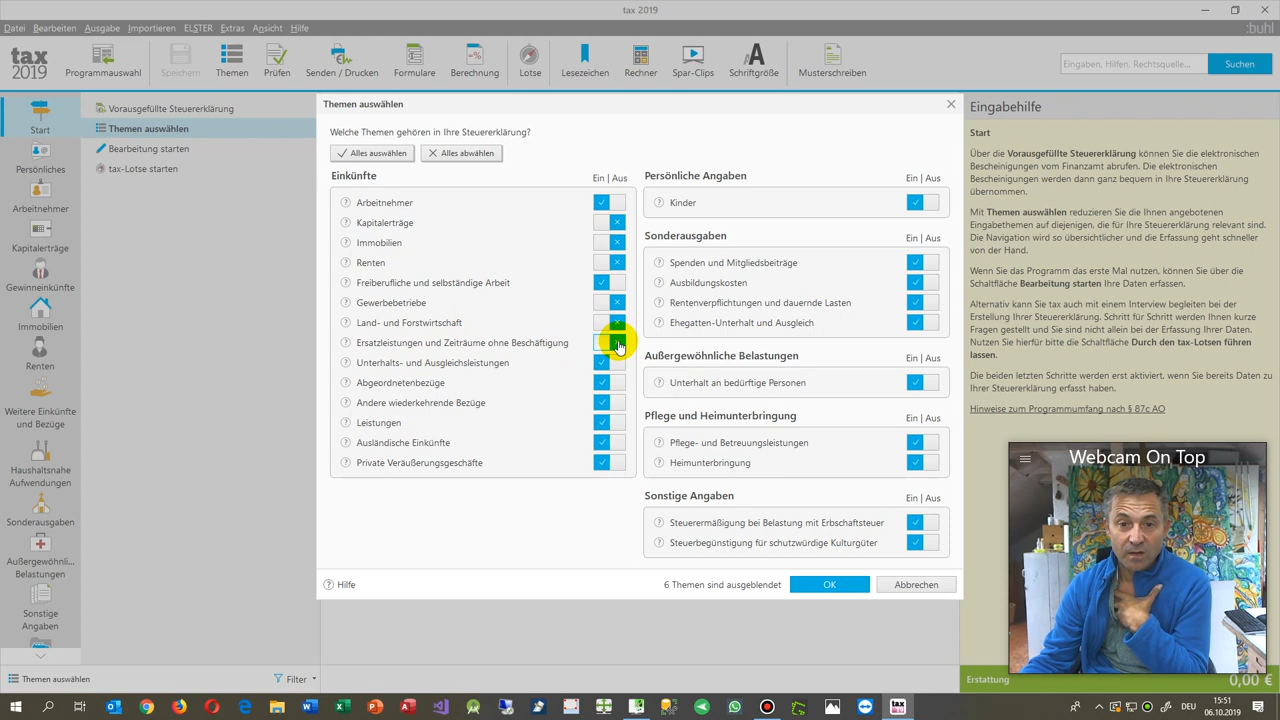 tax 2019
Datei Bearbeiten Ausgabe Importieren ELSTER Extras Ansicht Hilfe
:buhl
tax
2019
Programmauswahl
Speichern
Themen
Prüfen
Senden / Drucken
Formulare
Berechnung
Lotse
Lesezeichen
Rechner
Spar-Clips
Schriftgröße
Musterschreiben
Eingaben, Hilfen, Rechtsquelle...
Suchen
Start
Persönliches
Arbeitnehmer
Kapitalerträge
Gewinneinkünfte
Immobilien
Renten
Weitere Einkünfte
und Bezüge
Haushaltsnahe
Aufwendungen
Sonderausgaben
Außergewöhnli...
Belastungen
Sonstige
Angaben
Vorausgefüllte Steuererklärung
Themen auswählen
Bearbeitung starten
tax-Lotse starten
Themen auswählen
Filter
Themen auswählen
Welche Themen gehören in Ihre Steuererklärung?
Alles auswählen
Alles abwählen
Einkünfte
Ein | Aus
Arbeitnehmer
Kapitalerträge
Immobilien
Renten
Freiberufliche und selbständige Arbeit
Gewerbebetriebe
Land- und Forstwirtschaft
Ersatzleistungen und Zeiträume ohne Beschäftigung
Unterhalts- und Ausgleichsleistungen
Abgeordnetenbezüge
Andere wiederkehrende Bezüge
Leistungen
Ausländische Einkünfte
Private Veräußerungsgeschäfte
Persönliche Angaben
Ein | Aus
Kinder
Sonderausgaben
Ein | Aus
Spenden und Mitgliedsbeiträge
Ausbildungskosten
Rentenverpflichtungen und dauernde Lasten
Ehegatten-Unterhalt und Ausgleich
Außergewöhnliche Belastungen
Ein | Aus
Unterhalt an bedürftige Personen
Pflege und Heimunterbringung
Ein | Aus
Pflege- und Betreuungsleistungen
Heimunterbringung
Sonstige Angaben
Ein | Aus
Steuerermäßigung bei Belastung mit Erbschaftsteuer
Steuerbegünstigung für schutzwürdige Kulturgüter
Hilfe
6 Themen sind ausgeblendet
OK
Abbrechen
Eingabehilfe
Start
Über die Vorausgefüllte Steuererklärung können Sie die elektronischen
Bescheinigungen vom Finanzamt abrufen. Die elektronischen
Bescheinigungen werden dann ganz bequem in Ihre Steuererklärung
übernommen.
Mit Themen auswählen reduzieren Sie die Ihnen angebotenen
Eingabethemen auf diejenigen, die für Ihre Steuererklärung relevant sind.
Die Navigation wird so übersichtlicher und die Erfassung geht schneller
von der Hand.
Wenn Sie das Programm das erste Mal nutzen, können Sie über die
Schaltfläche Bearbeitung starten Ihre Daten erfassen.
Alternativ kann Sie tax auch mit einem Interview begleiten bei der
Erstellung Ihrer Steuererklärung. Schritt für Schritt werden Ihnen kurze
Fragen gestellt und Sie sind nicht allein bei der Erfassung Ihrer Daten.
Nutzen Sie hierfür bitte die Schaltfläche Durch den tax-Lotsen führen
lassen.
Die beiden letzten Schritte werden erst aktiviert, wenn Sie bereits Daten zu
Ihrer Steuererklärung erfasst haben.
Hinweise zum Programmumfang nach § 87c AO
Webcam On Top
Erstattung
0,00 €
DEU
15:51
06.10.2019